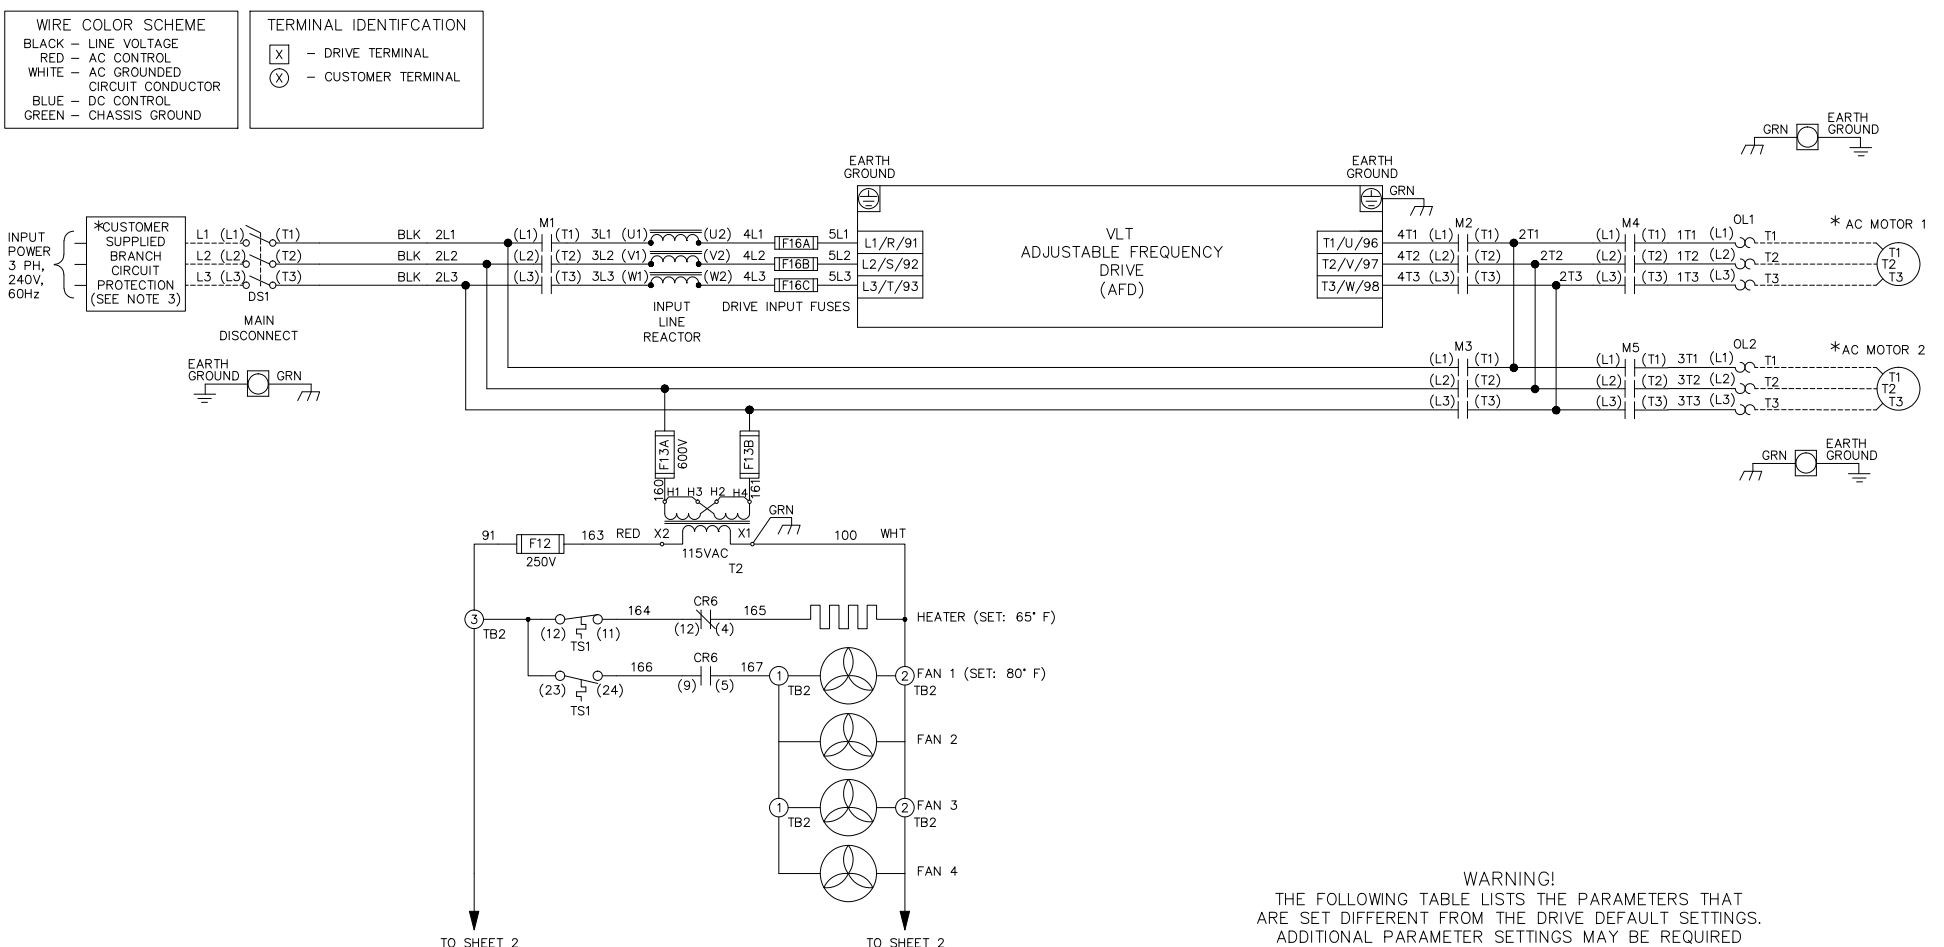 WIRE COLOR SCHEME
BLACK – LINE VOLTAGE
RED – AC CONTROL
WHITE – AC GROUNDED
CIRCUIT CONDUCTOR
BLUE – DC CONTROL
GREEN – CHASSIS GROUND
TERMINAL IDENTIFCATION
X – DRIVE TERMINAL
X – CUSTOMER TERMINAL
GRN
EARTH
GROUND
INPUT
POWER
3 PH,
240V,
60Hz
*CUSTOMER
SUPPLIED
BRANCH
CIRCUIT
PROTECTION
(SEE NOTE 3)
L1 (L1) (T1) BLK 2L1 (L1) M1 (T1) 3L1 (U1) (U2) 4L1 F16A 5L1 L1/R/91
L2 (L2) (T2) BLK 2L2 (L2) (T2) 3L2 (V1) (V2) 4L2 F16B 5L2 L2/S/92
L3 (L3) (T3) BLK 2L3 (L3) (T3) 3L3 (W1) (W2) 4L3 F16C 5L3 L3/T/93
DS1
MAIN
DISCONNECT
INPUT
LINE
REACTOR
DRIVE INPUT FUSES
EARTH
GROUND
VLT
ADJUSTABLE FREQUENCY
DRIVE
(AFD)
EARTH
GROUND
GRN
T1/U/96 4T1 (L1) M2 (T1) 2T1 (L1) M4 (T1) 1T1 (L1) OL1 T1
T2/V/97 4T2 (L2) (T2) 2T2 (L2) (T2) 1T2 (L2) T2
T3/W/98 4T3 (L3) (T3) 2T3 (L3) (T3) 1T3 (L3) T3
* AC MOTOR 1
T1
T2
T3
EARTH
GROUND
GRN
(L1) M3 (T1) (L1) M5 (T1) 3T1 (L1) OL2 T1
(L2) (T2) (L2) (T2) 3T2 (L2) T2
(L3) (T3) (L3) (T3) 3T3 (L3) T3
*AC MOTOR 2
T1
T2
T3
GRN
EARTH
GROUND
F13A
600V
F13B
160
H1 H3 H2 H4
161
GRN
91 F12 163 RED X2 X1 100 WHT
250V
115VAC
T2
3
TB2
(12) (11)
TS1
164
CR6
(12) (4)
165
HEATER (SET: 65° F)
(23) (24)
TS1
166
CR6
(9) (5)
167
1
TB2
2
TB2
FAN 1 (SET: 80° F)
FAN 2
1
TB2
2
TB2
FAN 3
FAN 4
TO SHEET 2
TO SHEET 2
WARNING!
THE FOLLOWING TABLE LISTS THE PARAMETERS THAT
ARE SET DIFFERENT FROM THE DRIVE DEFAULT SETTINGS.
ADDITIONAL PARAMETER SETTINGS MAY BE REQUIRED